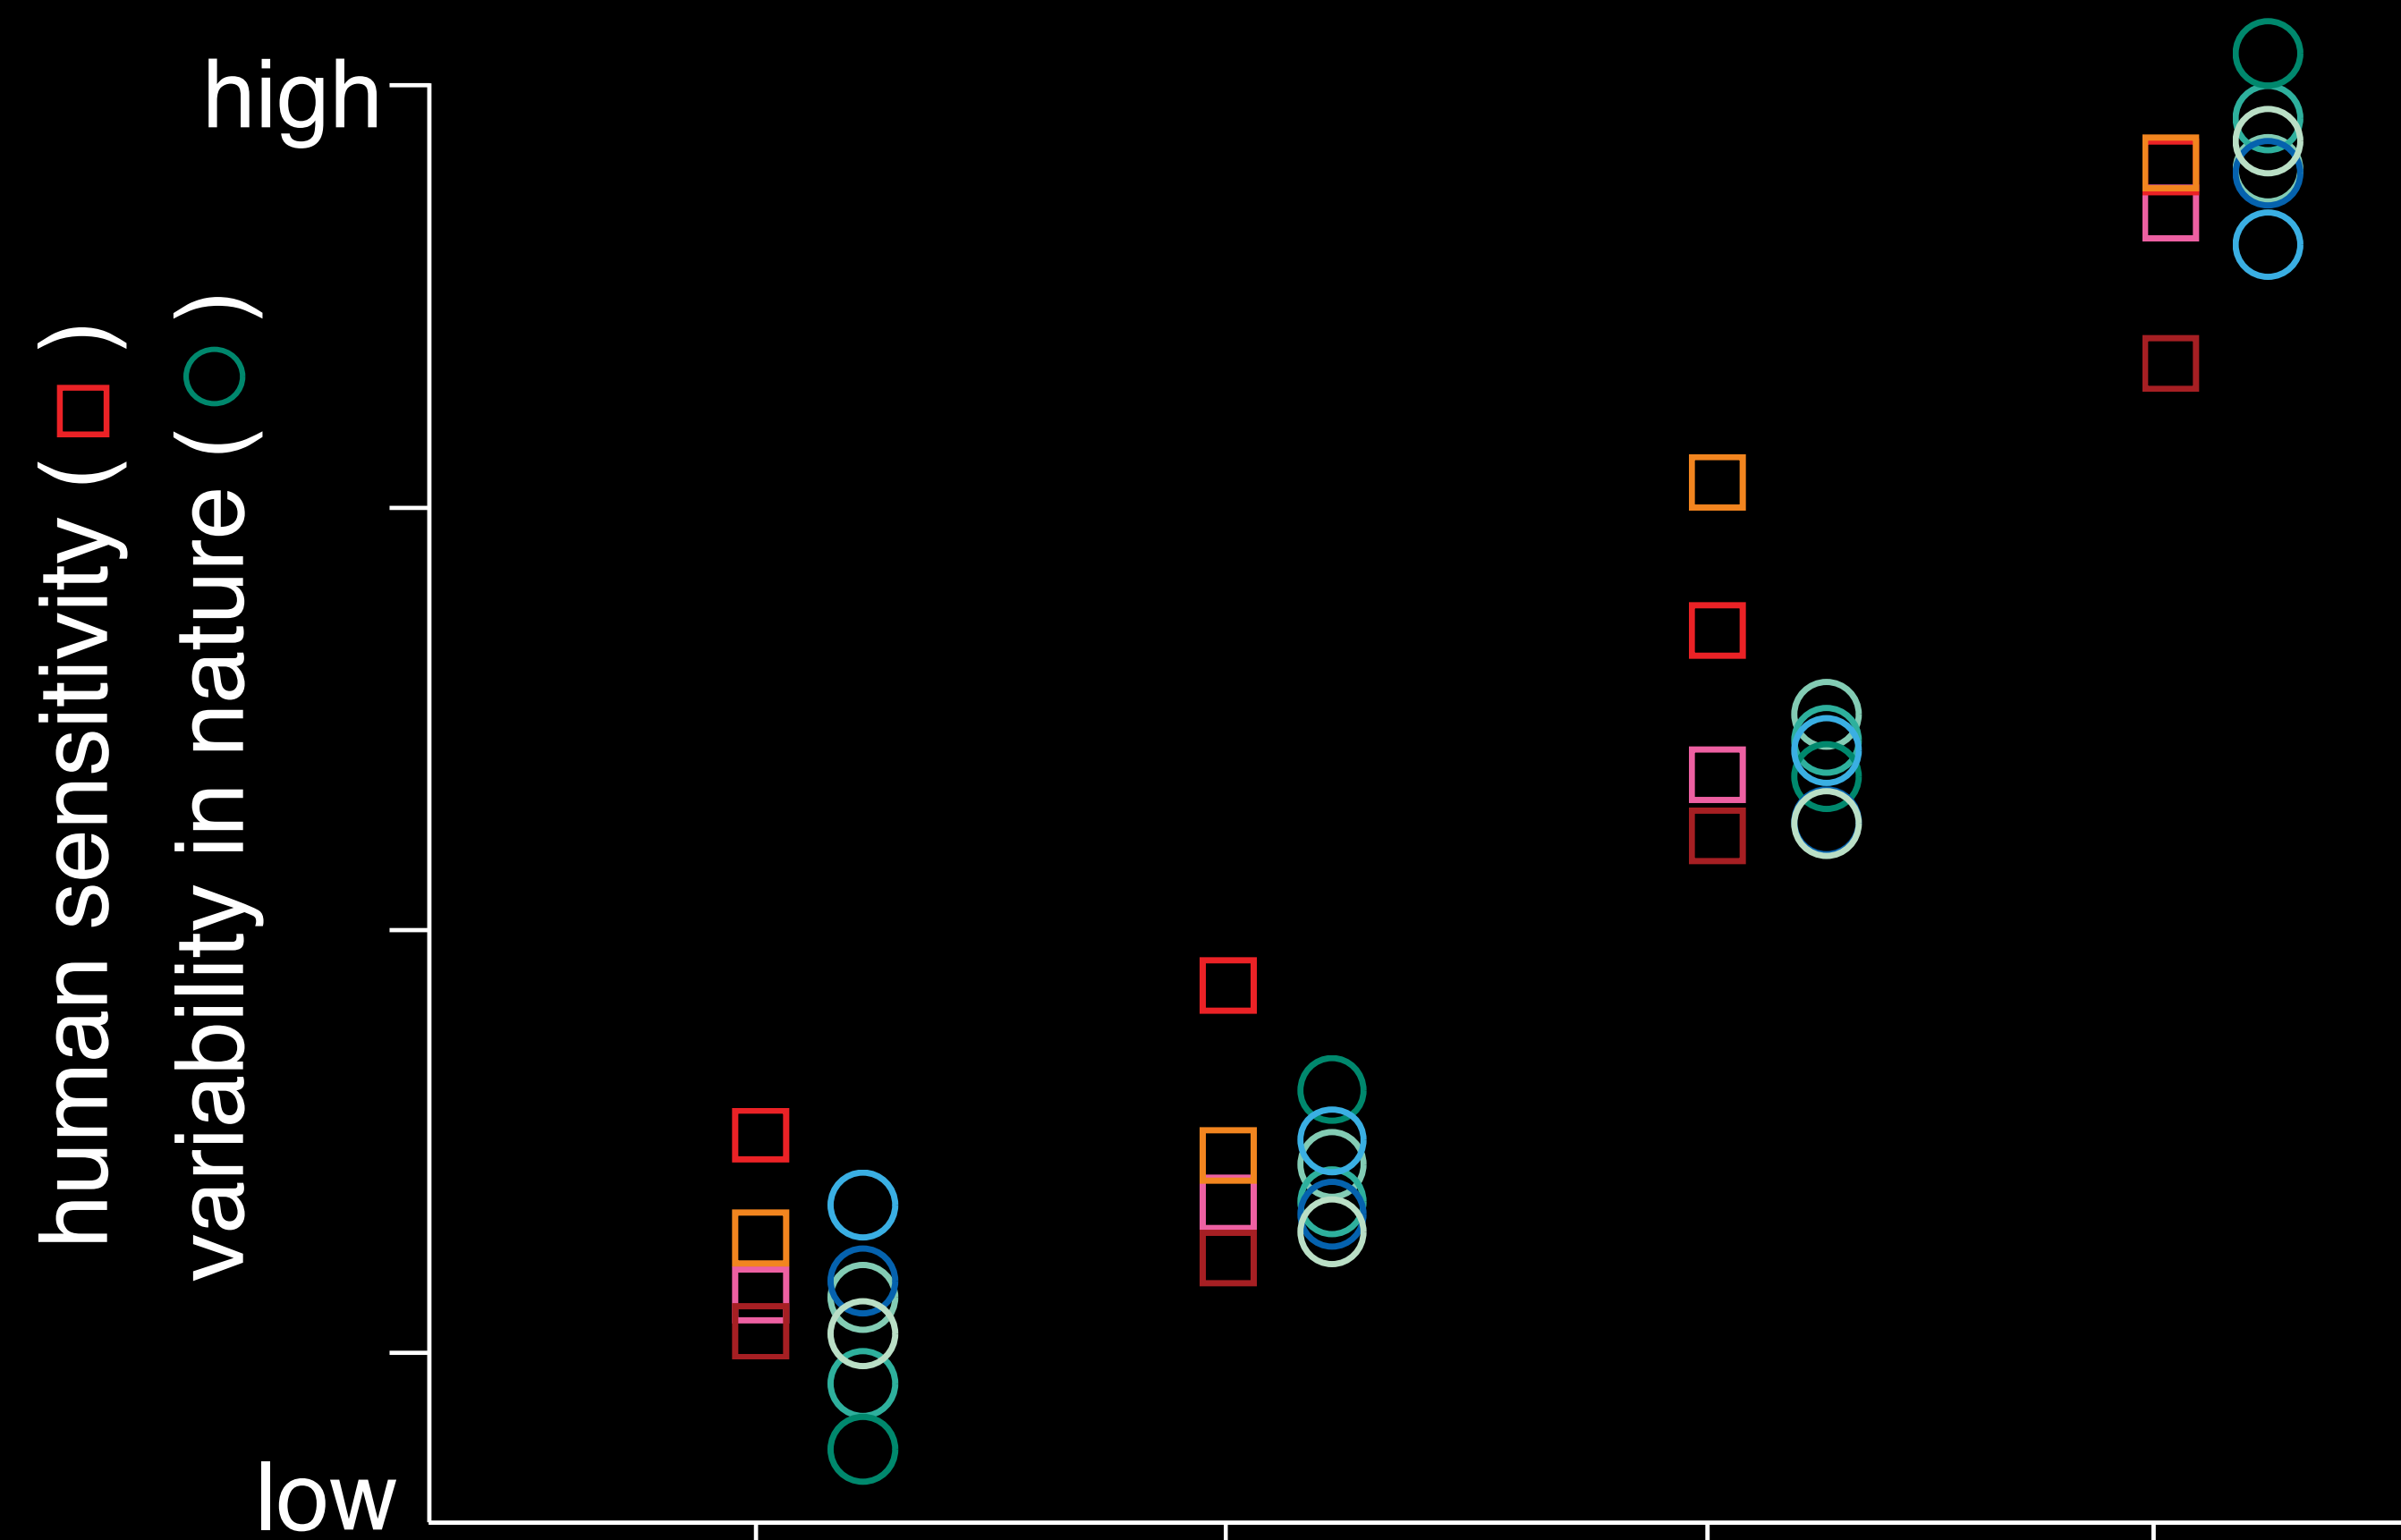 high
human sensitivity ( □ )
variability in nature ( ○ )
low